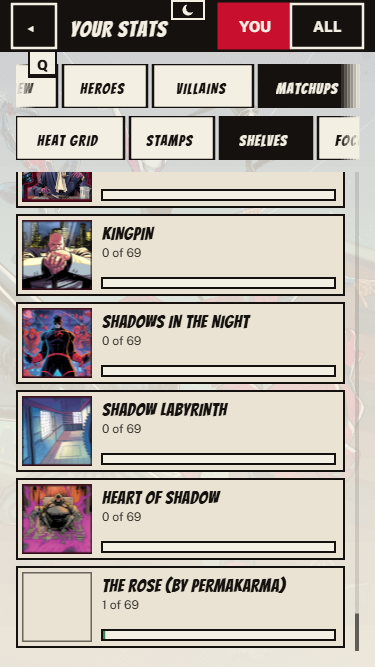 YOUR STATS
YOU
ALL
Q
EW
HEROES
VILLAINS
MATCHUPS
HEAT GRID
STAMPS
SHELVES
FOC
KINGPIN
0 of 69
SHADOWS IN THE NIGHT
0 of 69
SHADOW LABYRINTH
0 of 69
HEART OF SHADOW
0 of 69
THE ROSE (BY PERMAKARMA)
1 of 69